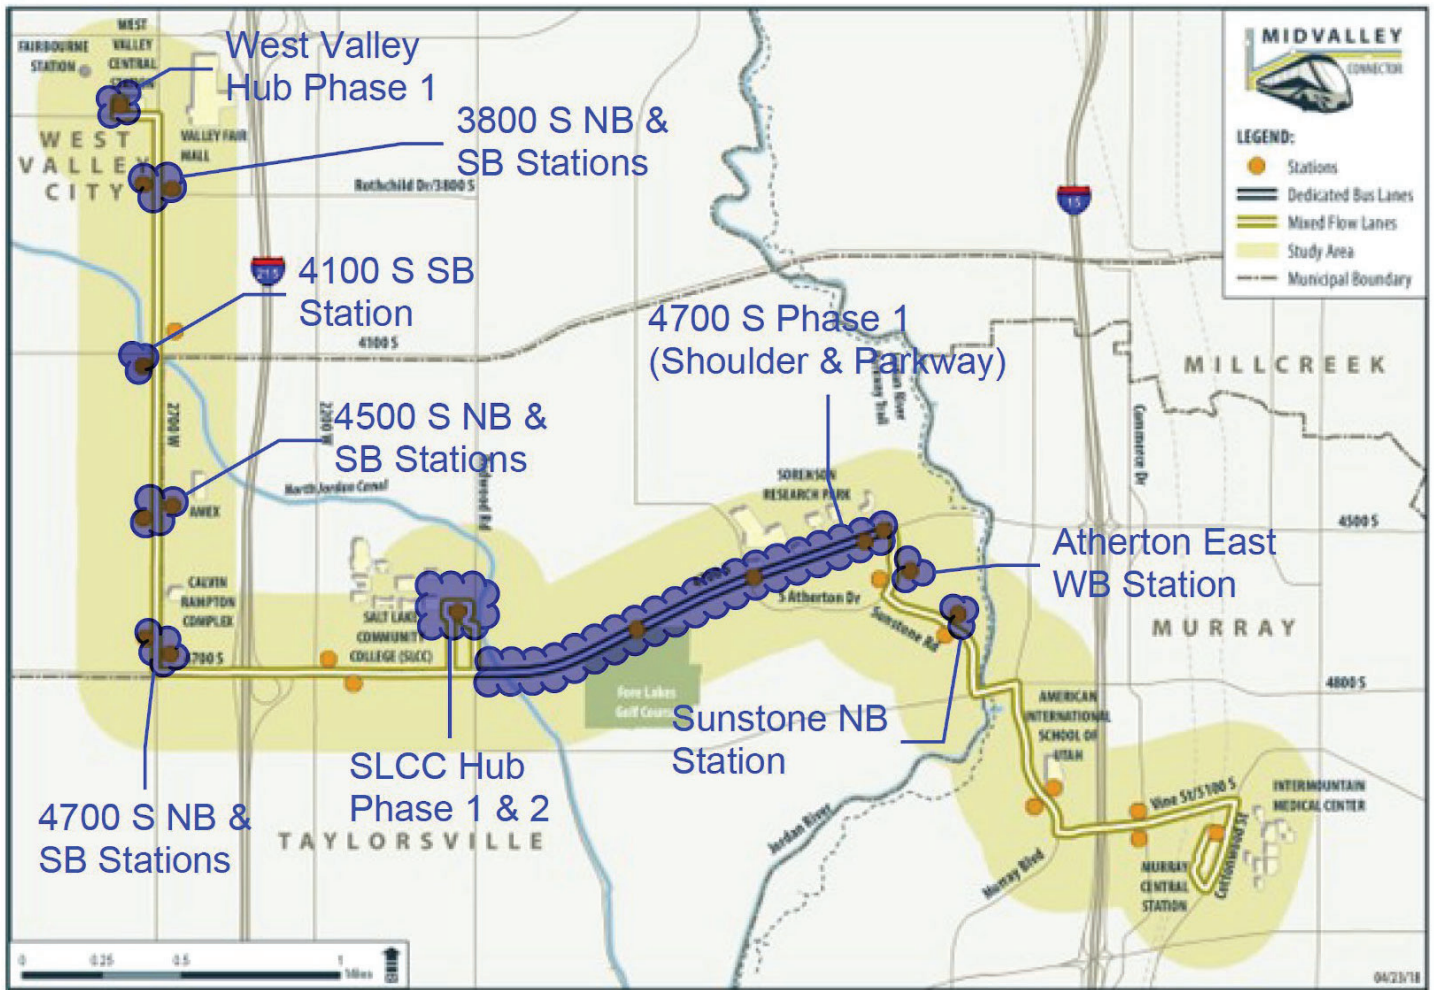 WEST
VALLEY
CENTRAL
STATION
FAIRBOURNE
STATION
West Valley
Hub Phase 1
MIDVALLEY
CONNECTOR
LEGEND:
Stations
Dedicated Bus Lanes
Mixed Flow Lanes
Study Area
Municipal Boundary
3800 S NB &
SB Stations
VALLEY FAIR
MALL
WEST
VALLEY
CITY
Rothchild Dr/3800 S
15
215
4100 S SB
Station
4100 S
4700 S Phase 1
(Shoulder & Parkway)
MILLCREEK
2700 W
2200 W
4500 S NB &
SB Stations
Commerce Dr
North Jordan Canal
SORENSON
RESEARCH PARK
AMEX
4500 S
Atherton East
WB Station
CALVIN
RAMPTON
COMPLEX
S Atherton Dr
Sunstone Rd
SALT LAKE
COMMUNITY
COLLEGE (SLCC)
MURRAY
4700 S
4800 S
Fore Lakes
Golf Course
AMERICAN
INTERNATIONAL
SCHOOL OF
UTAH
Sunstone NB
Station
SLCC Hub
Phase 1 & 2
4700 S NB &
SB Stations
TAYLORSVILLE
Jordan River
Vine St/5100 S
INTERMOUNTAIN
MEDICAL CENTER
Murray Blvd
Cottonwood St
MURRAY
CENTRAL
STATION
0 0.25 0.5 1
Miles
04/23/18